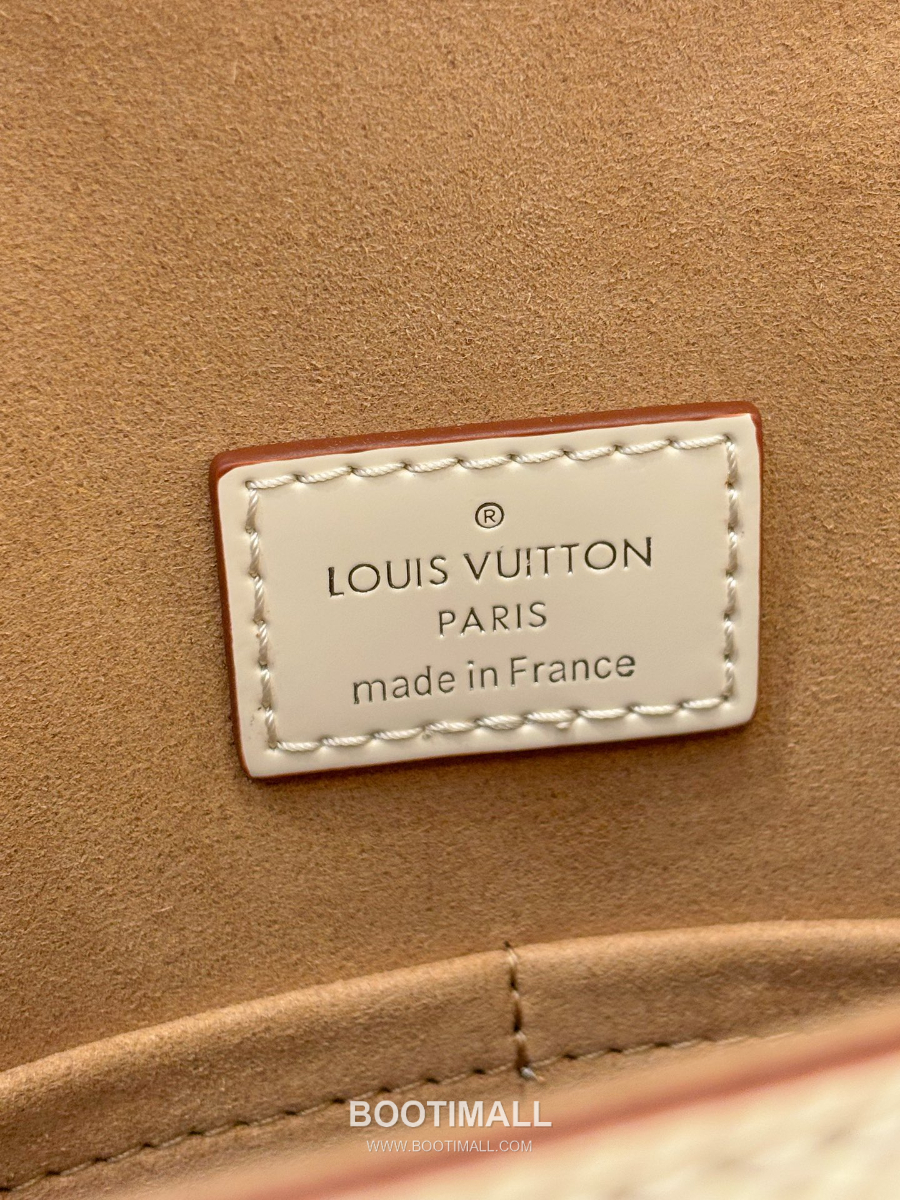 ®
LOUIS VUITTON
PARIS
made in France
BOOTIMALL
WWW.BOOTIMALL.COM